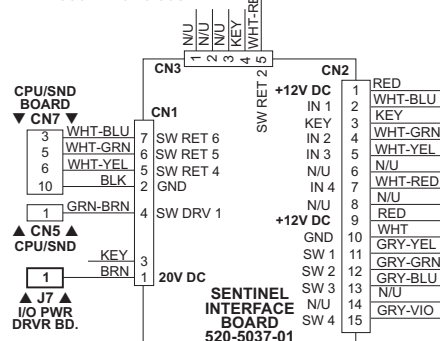 N/U
N/U
N/U
KEY
WHT-RE
1
2
2
3
4
5
CN3
SW RET 2
CPU/SND
BOARD
▼ CN7 ▼
3 WHT-BLU
5 WHT-GRN
6 WHT-YEL
10 BLK
1 GRN-BRN
▲ CN5 ▲
CPU/SND
KEY
BRN
1
▲ J7 ▲
I/O PWR
DRVR BD.
CN1
7 SW RET 6
6 SW RET 5
5 SW RET 4
2 GND
4 SW DRV 1
3
1 20V DC
CN2
+12V DC 1 RED
IN 1 2 WHT-BLU
KEY 3 KEY
IN 2 4 WHT-GRN
IN 3 5 WHT-YEL
N/U 6 N/U
IN 4 7 WHT-RED
N/U 8 N/U
+12V DC 9 RED
GND 10 WHT
SW 1 11 GRY-YEL
SW 2 12 GRY-GRN
SW 3 13 GRY-BLU
N/U 14 N/U
SW 4 15 GRY-VIO
SENTINEL
INTERFACE
BOARD
520-5037-01